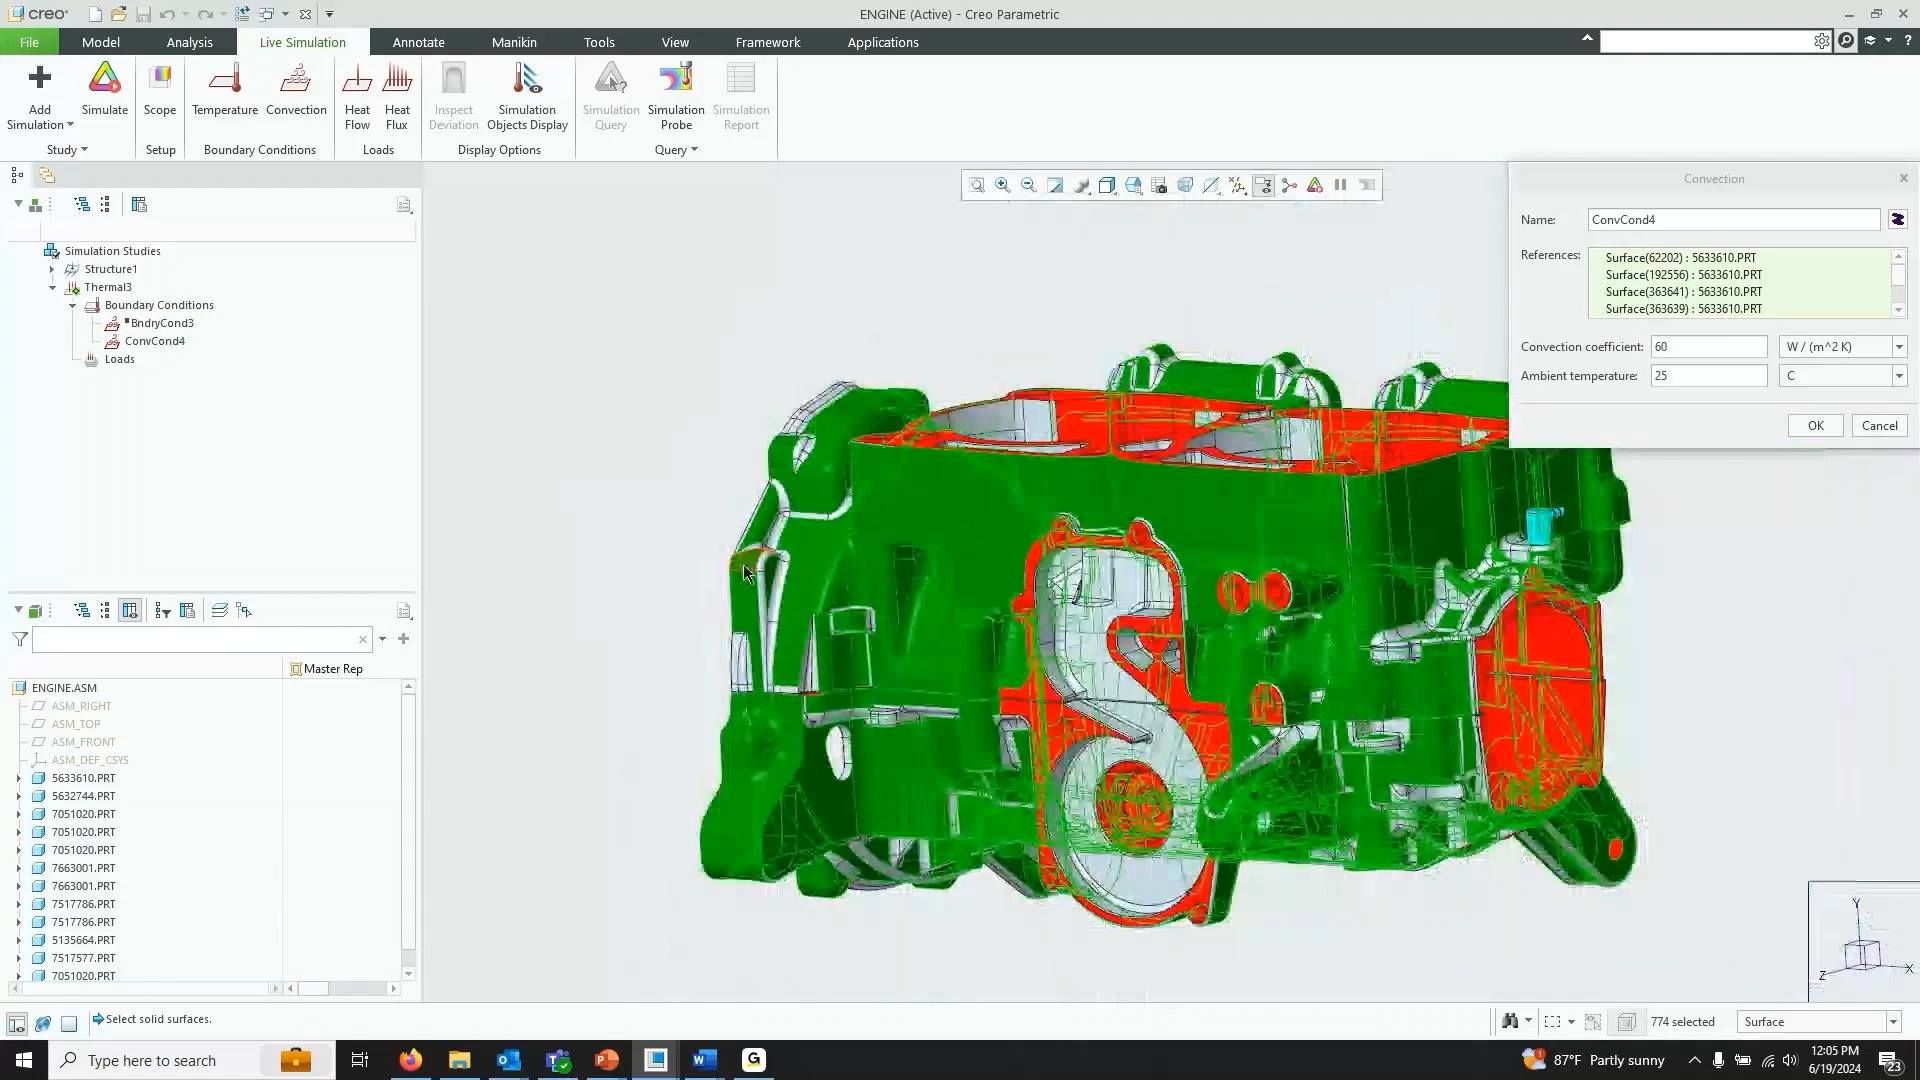 creo
ENGINE (Active) - Creo Parametric
File
Model
Analysis
Live Simulation
Annotate
Manikin
Tools
View
Framework
Applications
Add
Simulation
Simulate
Scope
Temperature
Convection
Heat
Flow
Heat
Flux
Inspect
Deviation
Simulation
Objects Display
Simulation
Query
Simulation
Probe
Simulation
Report
Study
Setup
Boundary Conditions
Loads
Display Options
Query
Simulation Studies
Structure1
Thermal3
Boundary Conditions
BndryCond3
ConvCond4
Loads
Convection
Name:
ConvCond4
References:
Surface(62202) : 5633610.PRT
Surface(192556) : 5633610.PRT
Surface(363641) : 5633610.PRT
Surface(363639) : 5633610.PRT
Convection coefficient:
60
W / (m^2 K)
Ambient temperature:
25
C
OK
Cancel
Master Rep
ENGINE.ASM
ASM_RIGHT
ASM_TOP
ASM_FRONT
ASM_DEF_CSYS
5633610.PRT
5632744.PRT
7051020.PRT
7051020.PRT
7051020.PRT
7663001.PRT
7663001.PRT
7517786.PRT
7517786.PRT
5135664.PRT
7517577.PRT
7051020.PRT
Y
Z
X
Select solid surfaces.
774 selected
Surface
Type here to search
87°F Partly sunny
12:05 PM
6/19/2024
23